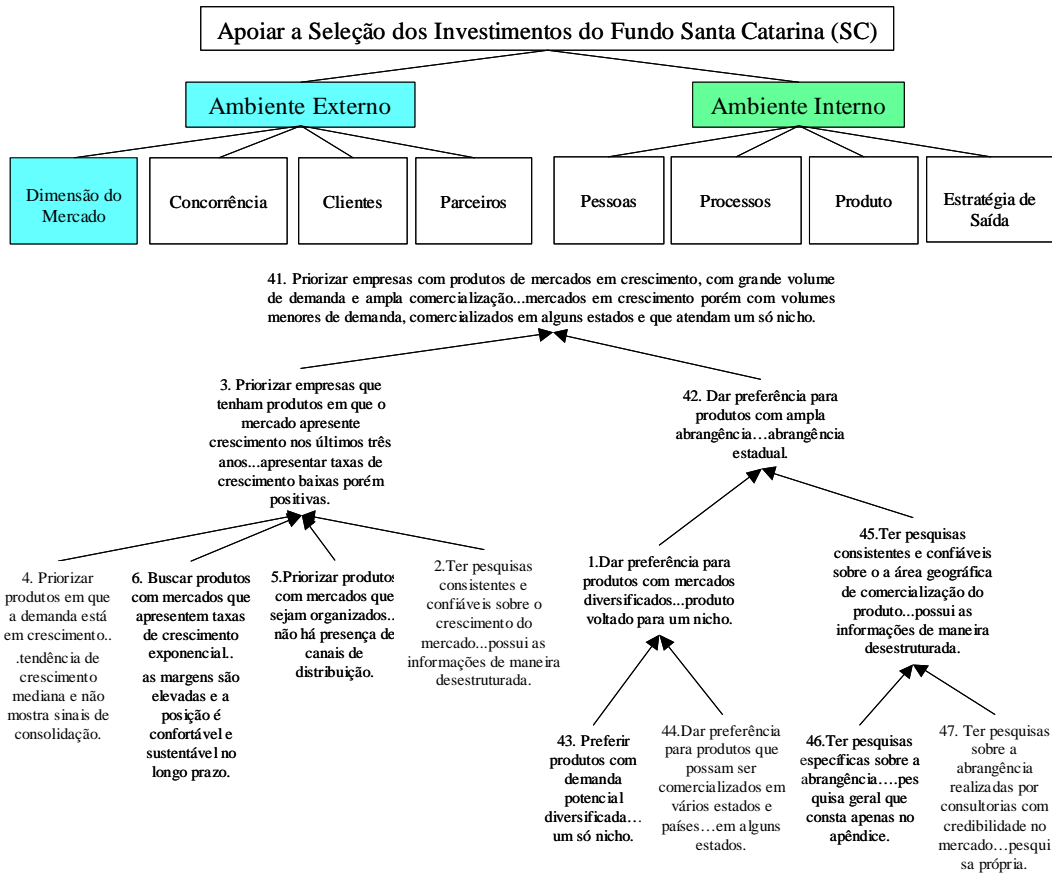 Apoiar a Seleção dos Investimentos do Fundo Santa Catarina (SC)
Ambiente Externo
Ambiente Interno
Dimensão do
Mercado
Concorrência
Clientes
Parceiros
Pessoas
Processos
Produto
Estratégia de
Saída
41. Priorizar empresas com produtos de mercados em crescimento, com grande volume
de demanda e ampla comercialização...mercados em crescimento porém com volumes
menores de demanda, comercializados em alguns estados e que atendam um só nicho.
3. Priorizar empresas que
tenham produtos em que o
mercado apresente
crescimento nos últimos três
anos...apresentar taxas de
crescimento baixas porém
positivas.
42. Dar preferência para
produtos com ampla
abrangência…abrangência
estadual.
4. Priorizar
produtos em que
a demanda está
em crescimento..
.tendência de
crescimento
mediana e não
mostra sinais de
consolidação.
6. Buscar produtos
com mercados que
apresentem taxas
de crescimento
exponencial..
as margens são
elevadas e a
posição é
confortável e
sustentável no
longo prazo.
5.Priorizar produtos
com mercados que
sejam organizados..
não há presença de
canais de
distribuição.
2.Ter pesquisas
consistentes e
confiáveis sobre o
crescimento do
mercado...possui as
informações de maneira
desestruturada.
1.Dar preferência para
produtos com mercados
diversificados...produto
voltado para um nicho.
45.Ter pesquisas
consistentes e confiáveis
sobre o a área geográfica
de comercialização do
produto...possui as
informações de maneira
desestruturada.
43. Preferir
produtos com
demanda
potencial
diversificada…
um só nicho.
44.Dar preferência
para produtos que
possam ser
comercializados em
vários estados e
países…em alguns
estados.
46.Ter pesquisas
específicas sobre a
abrangência….pes
quisa geral que
consta apenas no
apêndice.
47. Ter pesquisas
sobre a
abrangência
realizadas por
consultorias com
credibilidade no
mercado…pesqui
sa própria.